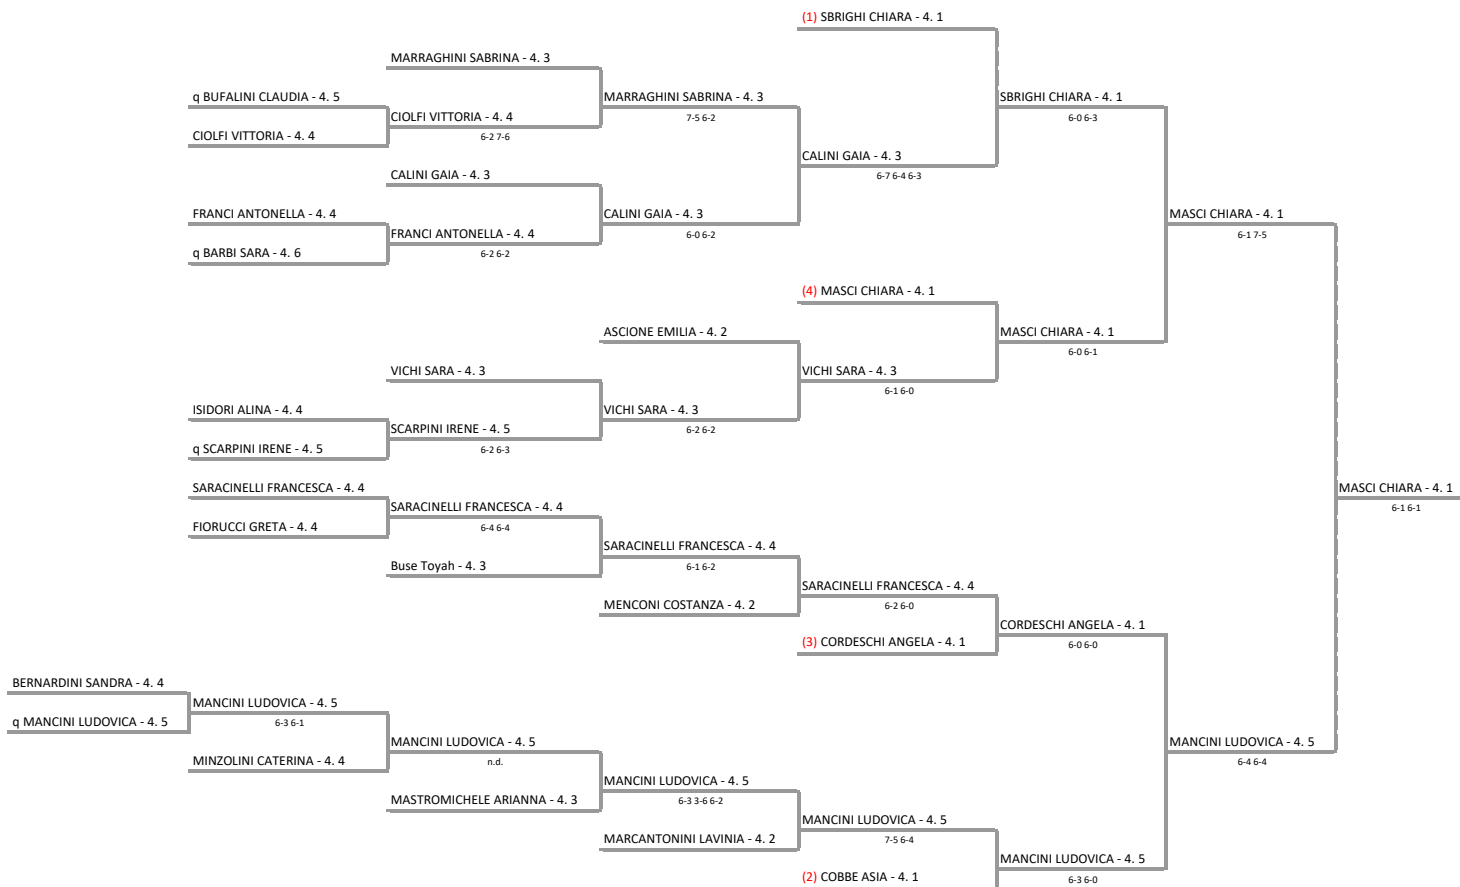 (1) SBRIGHI CHIARA - 4. 1
MARRAGHINI SABRINA - 4. 3
q BUFALINI CLAUDIA - 4. 5
MARRAGHINI SABRINA - 4. 3
SBRIGHI CHIARA - 4. 1
CIOLFI VITTORIA - 4. 4
7-5 6-2
6-0 6-3
CIOLFI VITTORIA - 4. 4
6-2 7-6
CALINI GAIA - 4. 3
CALINI GAIA - 4. 3
6-7 6-4 6-3
FRANCI ANTONELLA - 4. 4
CALINI GAIA - 4. 3
MASCI CHIARA - 4. 1
FRANCI ANTONELLA - 4. 4
6-0 6-2
6-1 7-5
q BARBI SARA - 4. 6
6-2 6-2
(4) MASCI CHIARA - 4. 1
ASCIONE EMILIA - 4. 2
MASCI CHIARA - 4. 1
6-0 6-1
VICHI SARA - 4. 3
VICHI SARA - 4. 3
6-1 6-0
ISIDORI ALINA - 4. 4
VICHI SARA - 4. 3
SCARPINI IRENE - 4. 5
6-2 6-2
q SCARPINI IRENE - 4. 5
6-2 6-3
SARACINELLI FRANCESCA - 4. 4
MASCI CHIARA - 4. 1
SARACINELLI FRANCESCA - 4. 4
6-1 6-1
FIORUCCI GRETA - 4. 4
6-4 6-4
SARACINELLI FRANCESCA - 4. 4
Buse Toyah - 4. 3
6-1 6-2
SARACINELLI FRANCESCA - 4. 4
MENCONI COSTANZA - 4. 2
6-2 6-0
CORDESCHI ANGELA - 4. 1
(3) CORDESCHI ANGELA - 4. 1
6-0 6-0
BERNARDINI SANDRA - 4. 4
MANCINI LUDOVICA - 4. 5
q MANCINI LUDOVICA - 4. 5
6-3 6-1
MANCINI LUDOVICA - 4. 5
MANCINI LUDOVICA - 4. 5
MINZOLINI CATERINA - 4. 4
n.d.
6-4 6-4
MANCINI LUDOVICA - 4. 5
MASTROMICHELE ARIANNA - 4. 3
6-3 3-6 6-2
MANCINI LUDOVICA - 4. 5
MARCANTONINI LAVINIA - 4. 2
7-5 6-4
MANCINI LUDOVICA - 4. 5
(2) COBBE ASIA - 4. 1
6-3 6-0